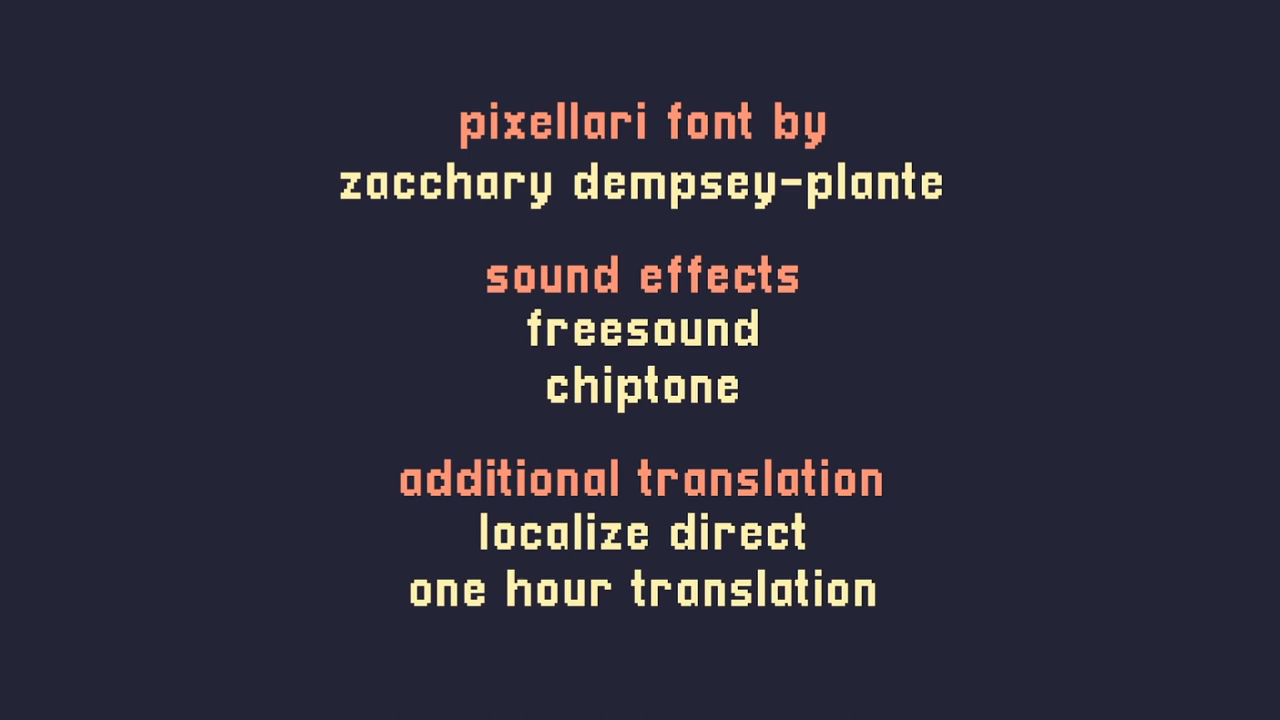 pixellari font by
zacchary dempsey-plante
sound effects
freesound
chiptone
additional translation
localize direct
one hour translation